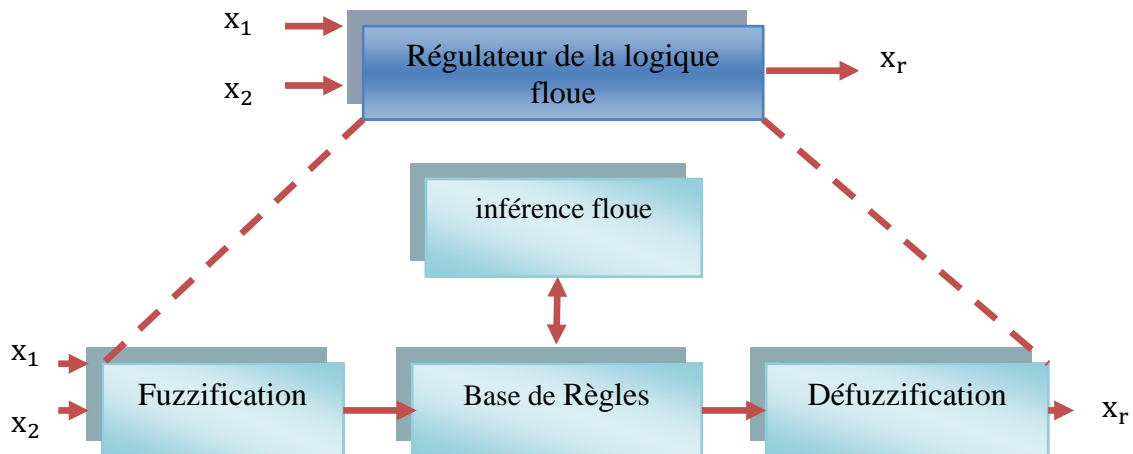 x₁
Régulateur de la logique
floue
x₂
xᵣ
inférence floue
x₁
x₂
Fuzzification
Base de Règles
Défuzzification
xᵣ